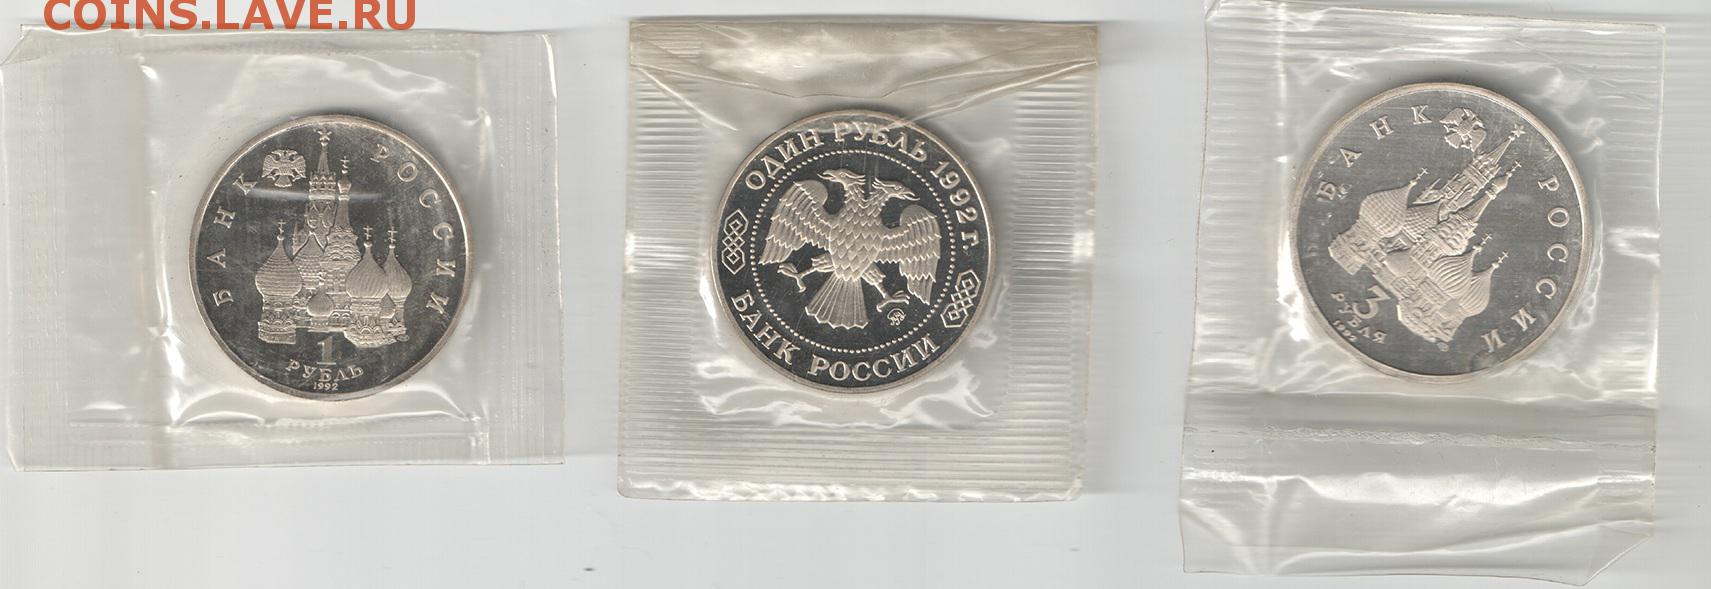 COINS.LAVE.RU
БАНК РОССИИ
1
РУБЛЬ
1992
ОДИН РУБЛЬ 1992 г.
БАНК РОССИИ
БАНК РОССИИ
3
РУБЛЯ
1992